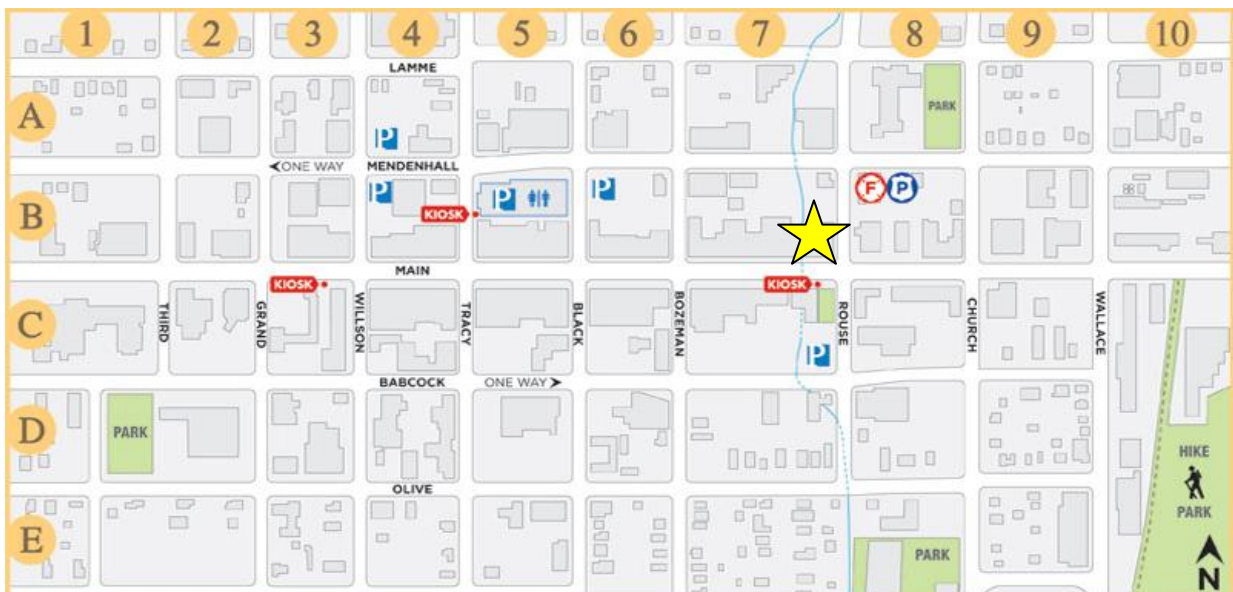 1 2 3 4 5 6 7 8 9 10
LAMME
A
P
PARK
ONE WAY
MENDENHALL
B
P
P
P
F
P
KIOSK
MAIN
KIOSK
KIOSK
C
THIRD
GRAND
WILLSON
TRACY
BLACK
BOZEMAN
ROUSE
CHURCH
WALLACE
P
BABCOCK
ONE WAY
D
PARK
HIKE
PARK
OLIVE
E
PARK
N